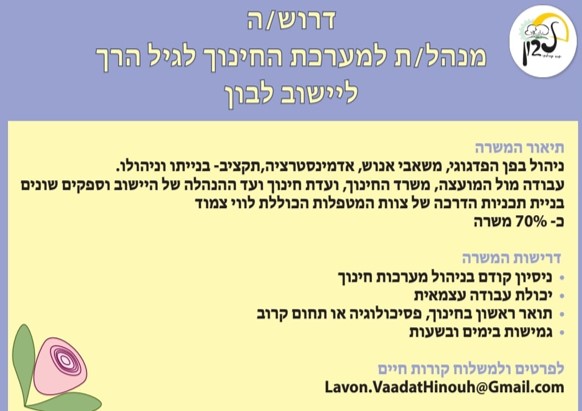 דרוש/ה
מנהל/ת למערכת החינוך לגיל הרך
ליישוב לבון
לבון
תיאור המשרה
ניהול בפן הפדגוגי, משאבי אנוש, אדמינסטרציה,תקציב- בנייתו וניהולו.
עבודה מול המועצה, משרד החינוך, ועדת חינוך ועד ההנהלה של היישוב וספקים שונים
בניית תכניות הדרכה של צוות המטפלות הכוללת לווי צמוד
כ- 70% משרה
דרישות המשרה
• ניסיון קודם בניהול מערכות חינוך
• יכולת עבודה עצמאית
• תואר ראשון בחינוך, פסיכולוגיה או תחום קרוב
• גמישות בימים ובשעות
לפרטים ולמשלוח קורות חיים
Lavon.VaadatHinouh@Gmail.com